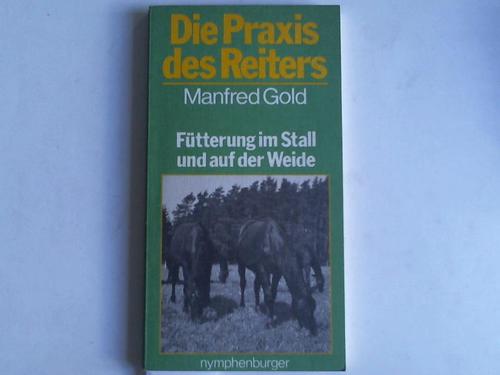 Die Praxis
des Reiters
Manfred Gold
Fütterung im Stall
und auf der Weide
nymphenburger